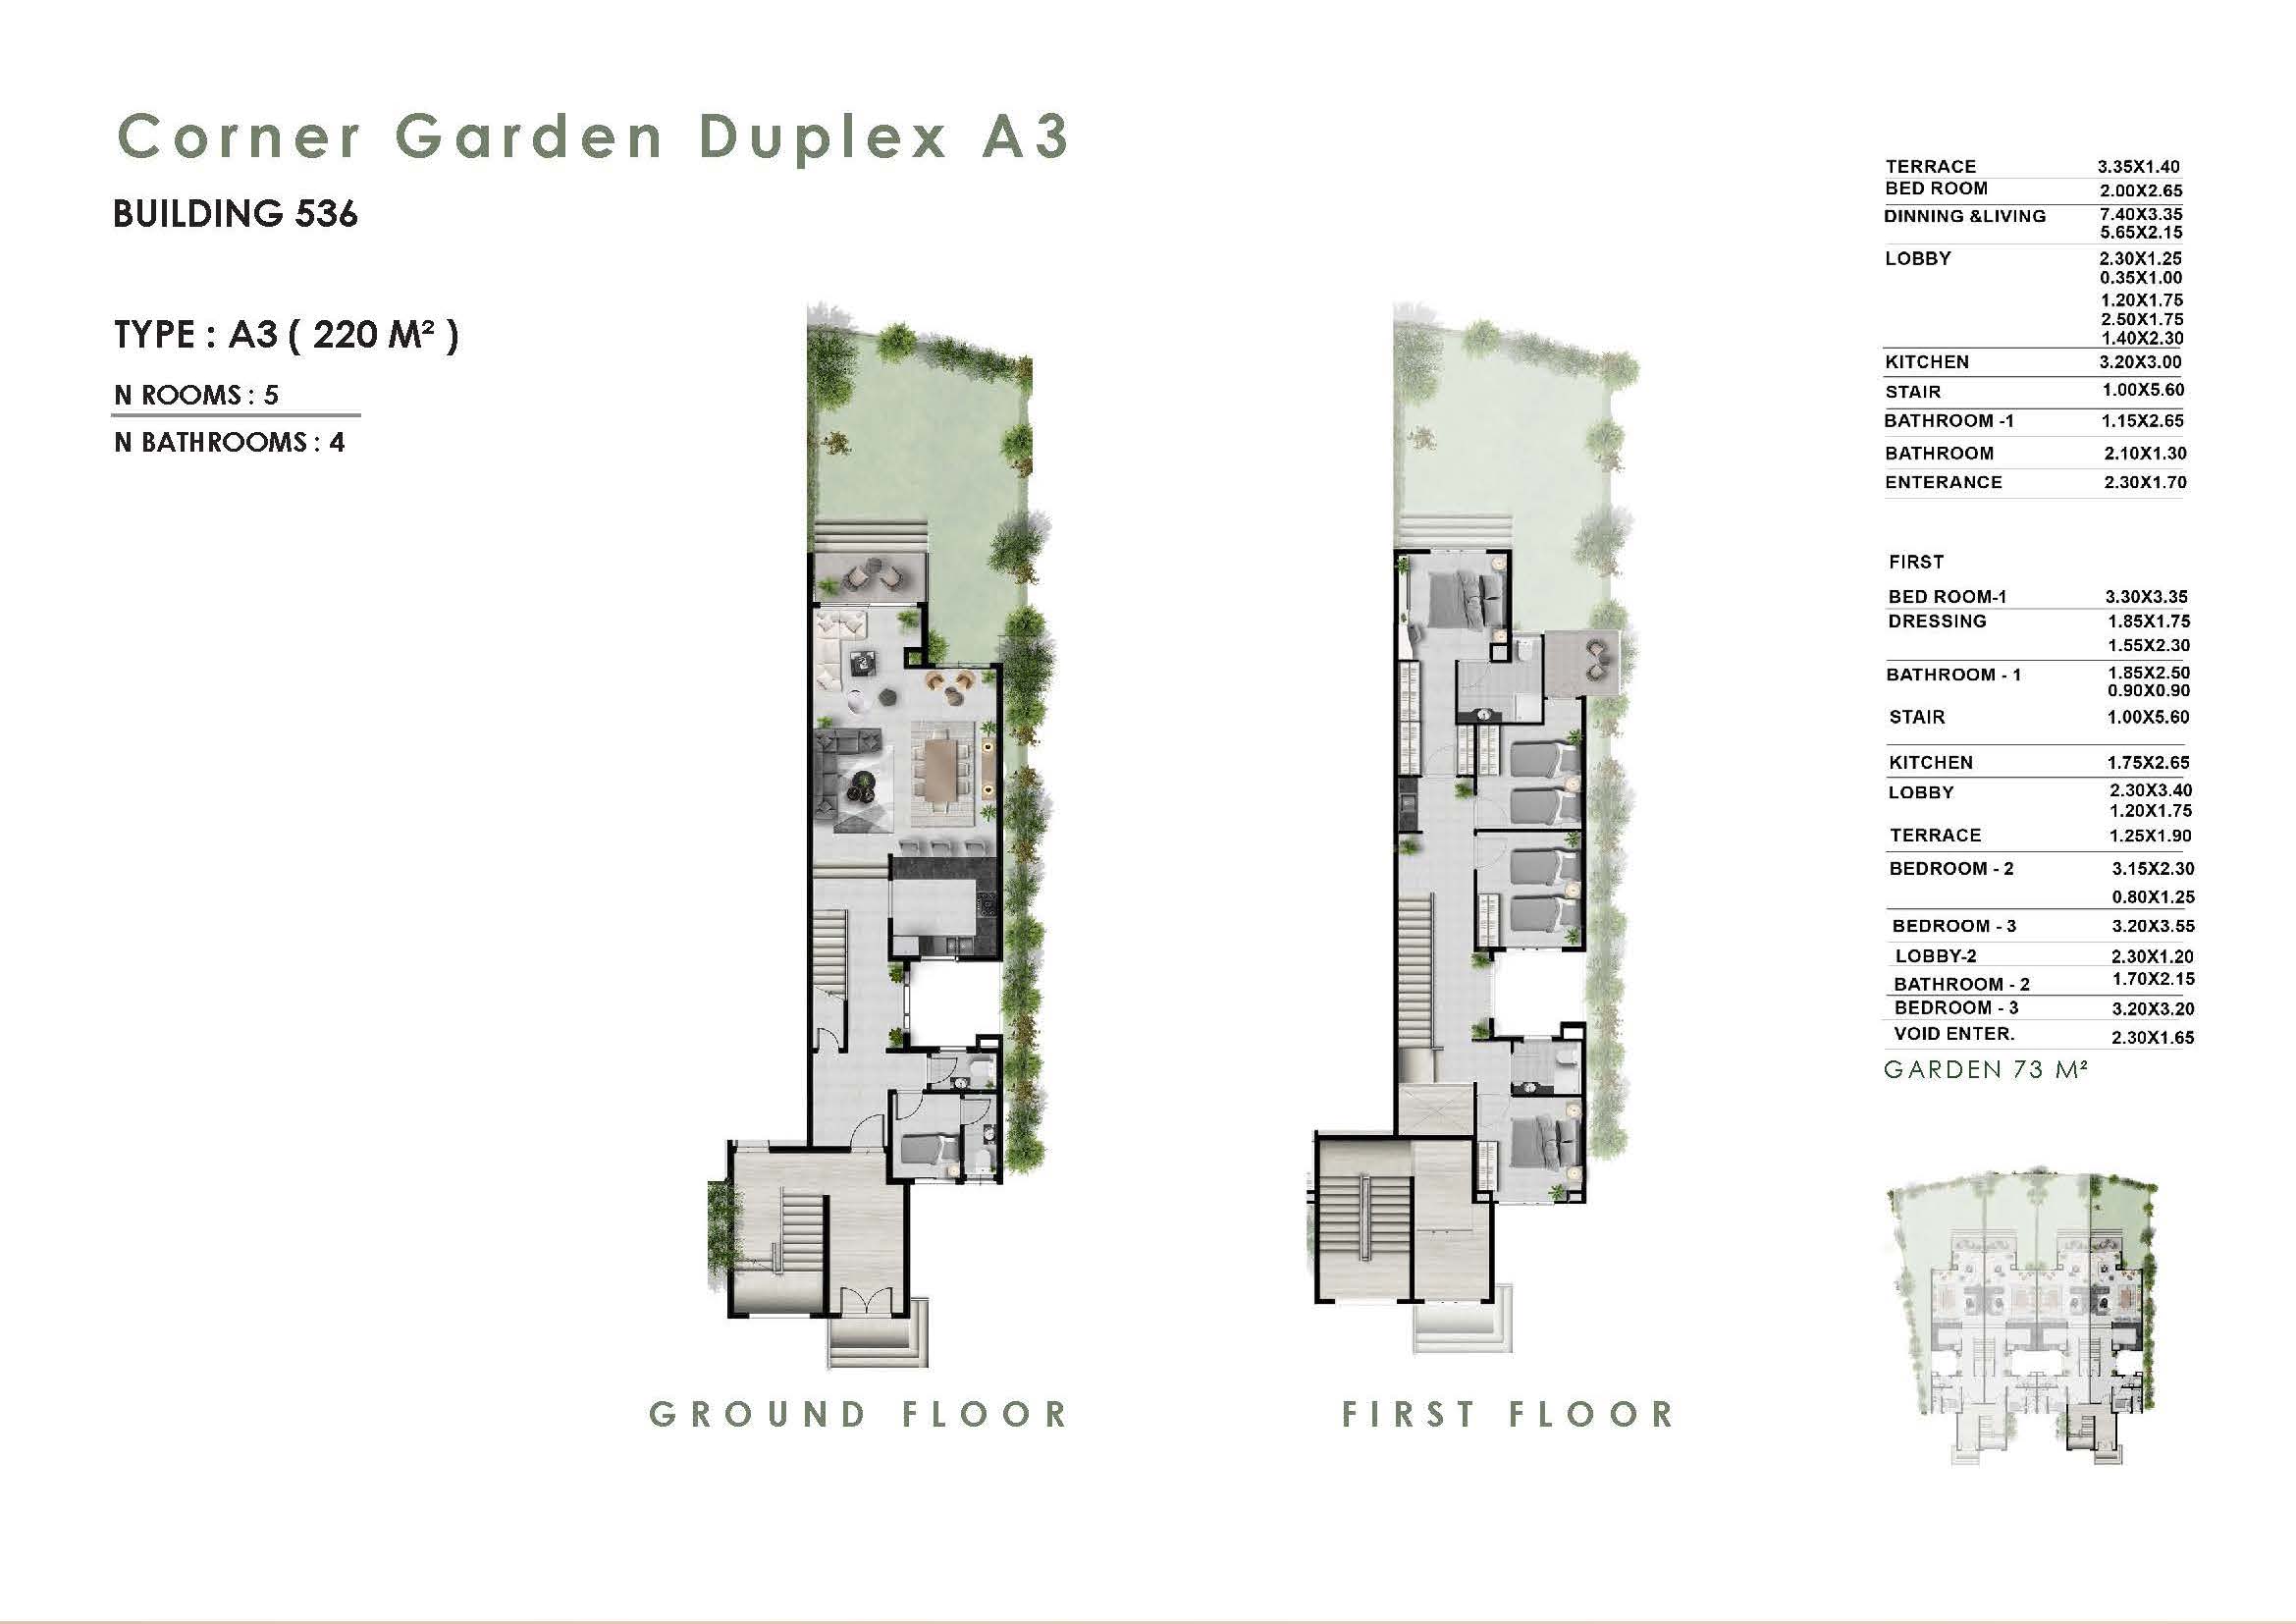 Corner Garden Duplex A3
BUILDING 536
TYPE : A3 ( 220 M² )
N ROOMS : 5
N BATHROOMS : 4
TERRACE 3.35X1.40
BED ROOM 2.00X2.65
DINNING &LIVING 7.40X3.35
5.65X2.15
LOBBY 2.30X1.25
0.35X1.00
1.20X1.75
2.50X1.75
1.40X2.30
KITCHEN 3.20X3.00
STAIR 1.00X5.60
BATHROOM -1 1.15X2.65
BATHROOM 2.10X1.30
ENTERANCE 2.30X1.70
FIRST
BED ROOM-1 3.30X3.35
DRESSING 1.85X1.75
1.55X2.30
BATHROOM - 1 1.85X2.50
0.90X0.90
STAIR 1.00X5.60
KITCHEN 1.75X2.65
LOBBY 2.30X3.40
1.20X1.75
TERRACE 1.25X1.90
BEDROOM - 2 3.15X2.30
0.80X1.25
BEDROOM - 3 3.20X3.55
LOBBY-2 2.30X1.20
BATHROOM - 2 1.70X2.15
BEDROOM - 3 3.20X3.20
VOID ENTER. 2.30X1.65
GARDEN 73 M²
GROUND FLOOR
FIRST FLOOR